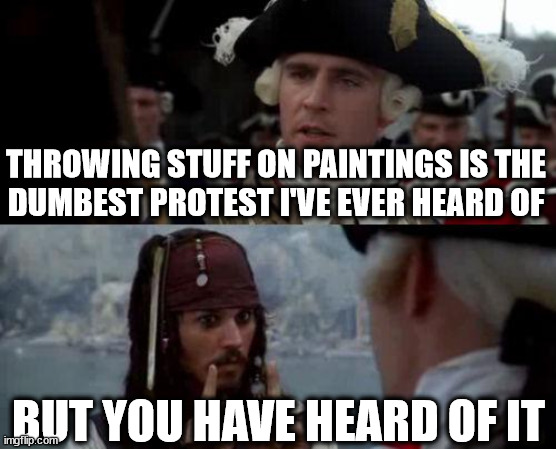 THROWING STUFF ON PAINTINGS IS THE
DUMBEST PROTEST I'VE EVER HEARD OF
BUT YOU HAVE HEARD OF IT
imgflip.com